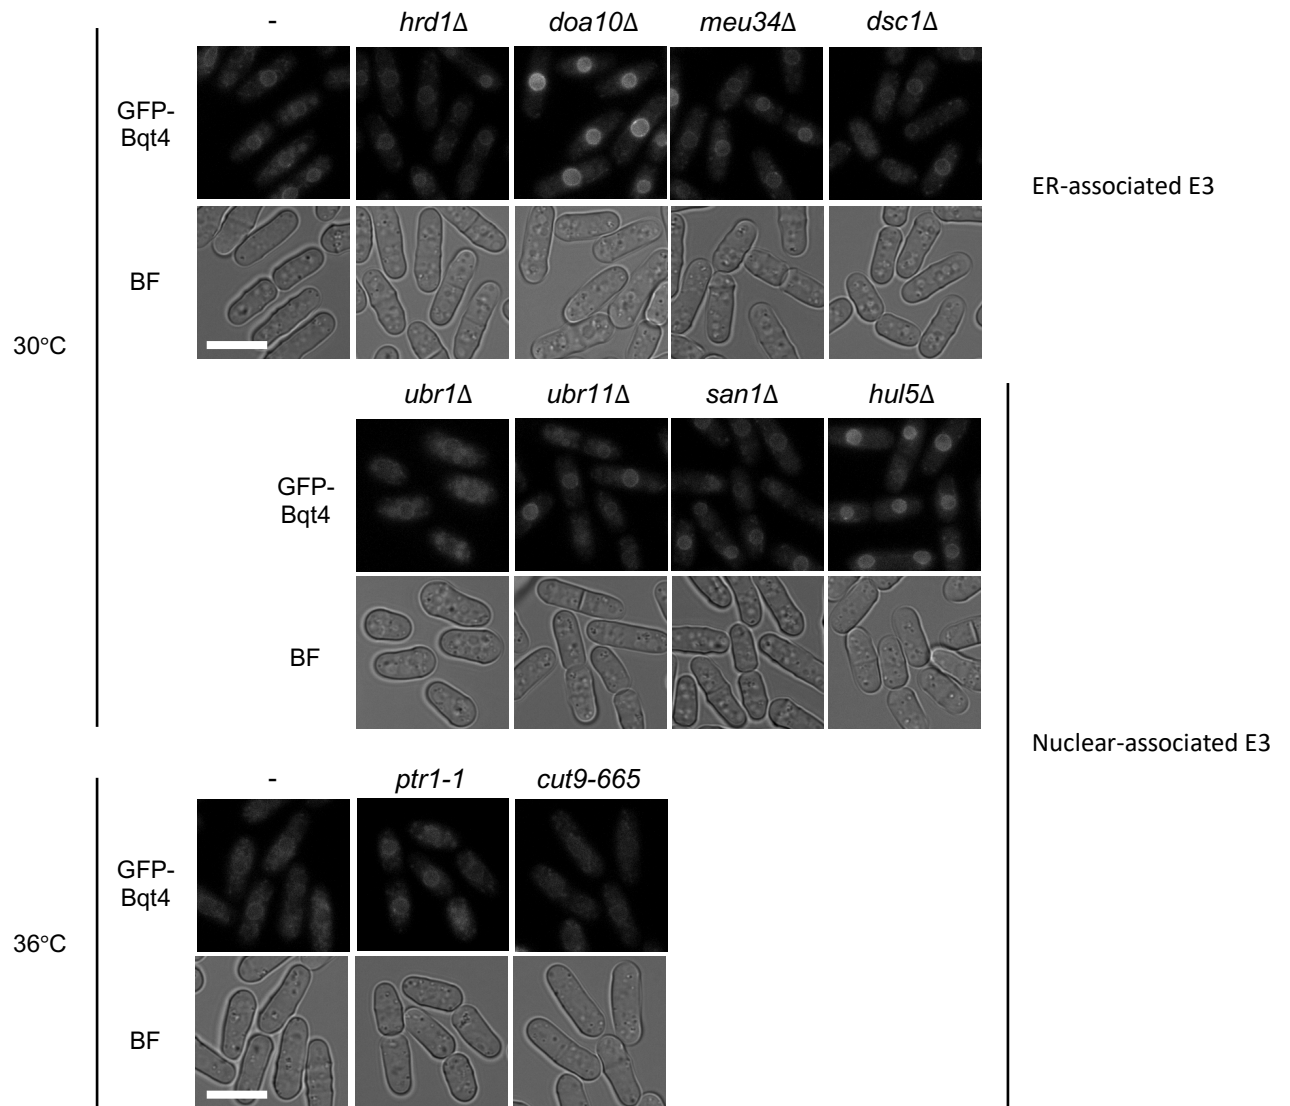 - hrd1Δ doa10Δ meu34Δ dsc1Δ
GFP-
Bqt4
ER-associated E3
BF
30°C
ubr1Δ ubr11Δ san1Δ hul5Δ
GFP-
Bqt4
BF
Nuclear-associated E3
- ptr1-1 cut9-665
GFP-
Bqt4
36°C
BF